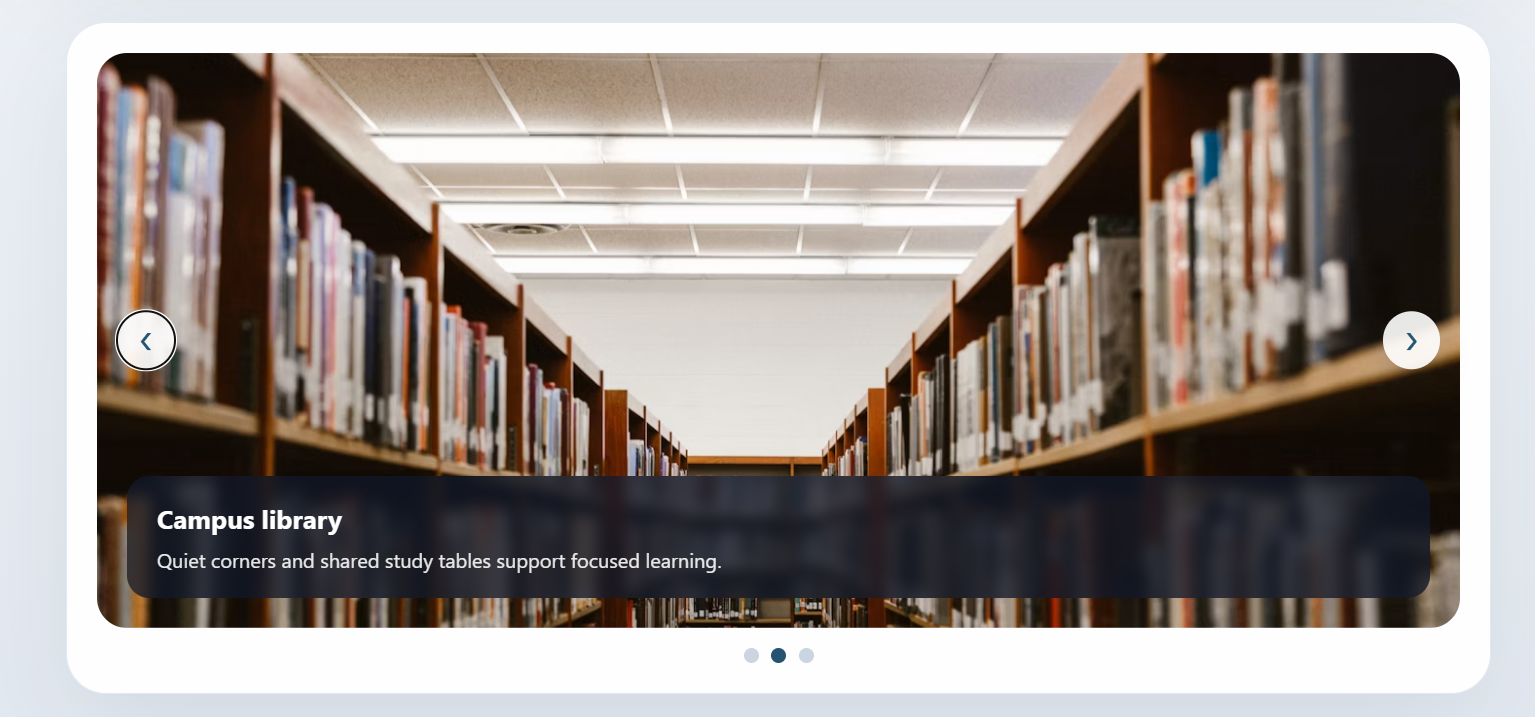 Campus library
Quiet corners and shared study tables support focused learning.